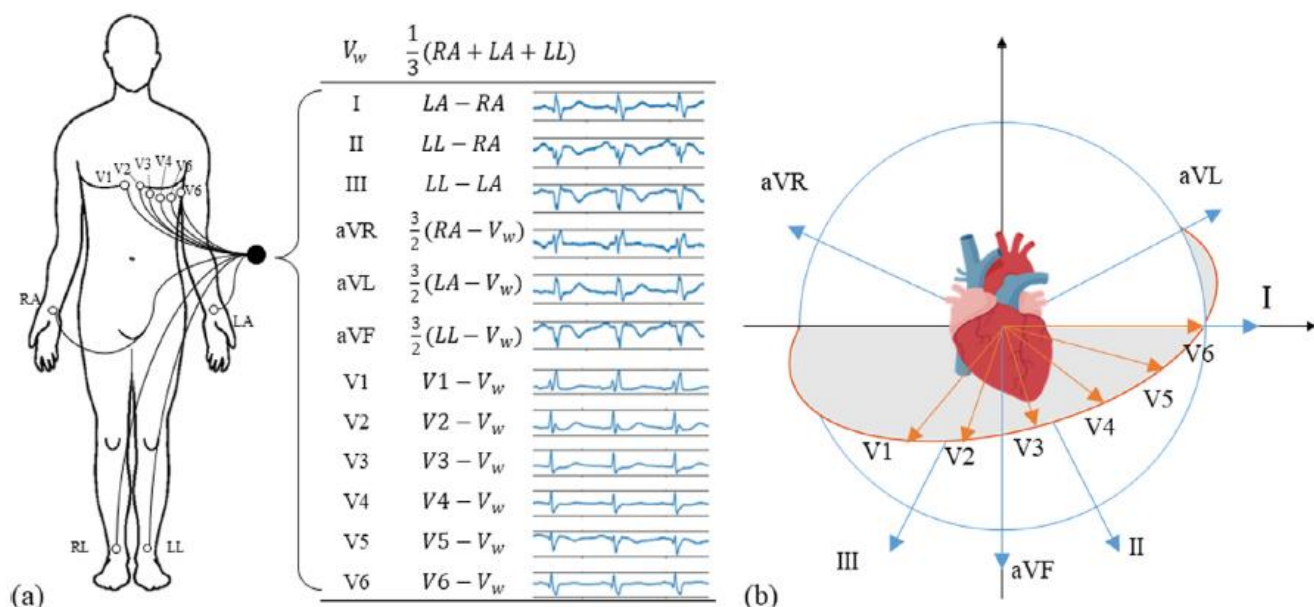 V1 V2 V3 V4 V5 V6
RA
LA
RL
LL
(a)
V_w 1/3(RA + LA + LL)
I LA − RA
II LL − RA
III LL − LA
aVR 3/2(RA − V_w)
aVL 3/2(LA − V_w)
aVF 3/2(LL − V_w)
V1 V1 − V_w
V2 V2 − V_w
V3 V3 − V_w
V4 V4 − V_w
V5 V5 − V_w
V6 V6 − V_w
aVR
aVL
I
V6
V5
V4
V3
V2
V1
III
aVF
II
(b)